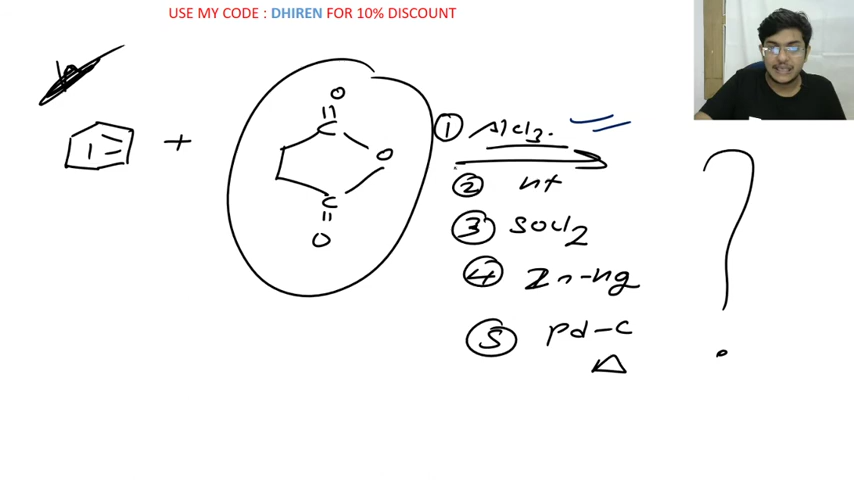 USE MY CODE : DHIREN FOR 10% DISCOUNT
+
O
C
O
C
O
① AlCl3.
② H+
③ SOCl2
④ Zn-Hg
⑤ Pd-C
△
?